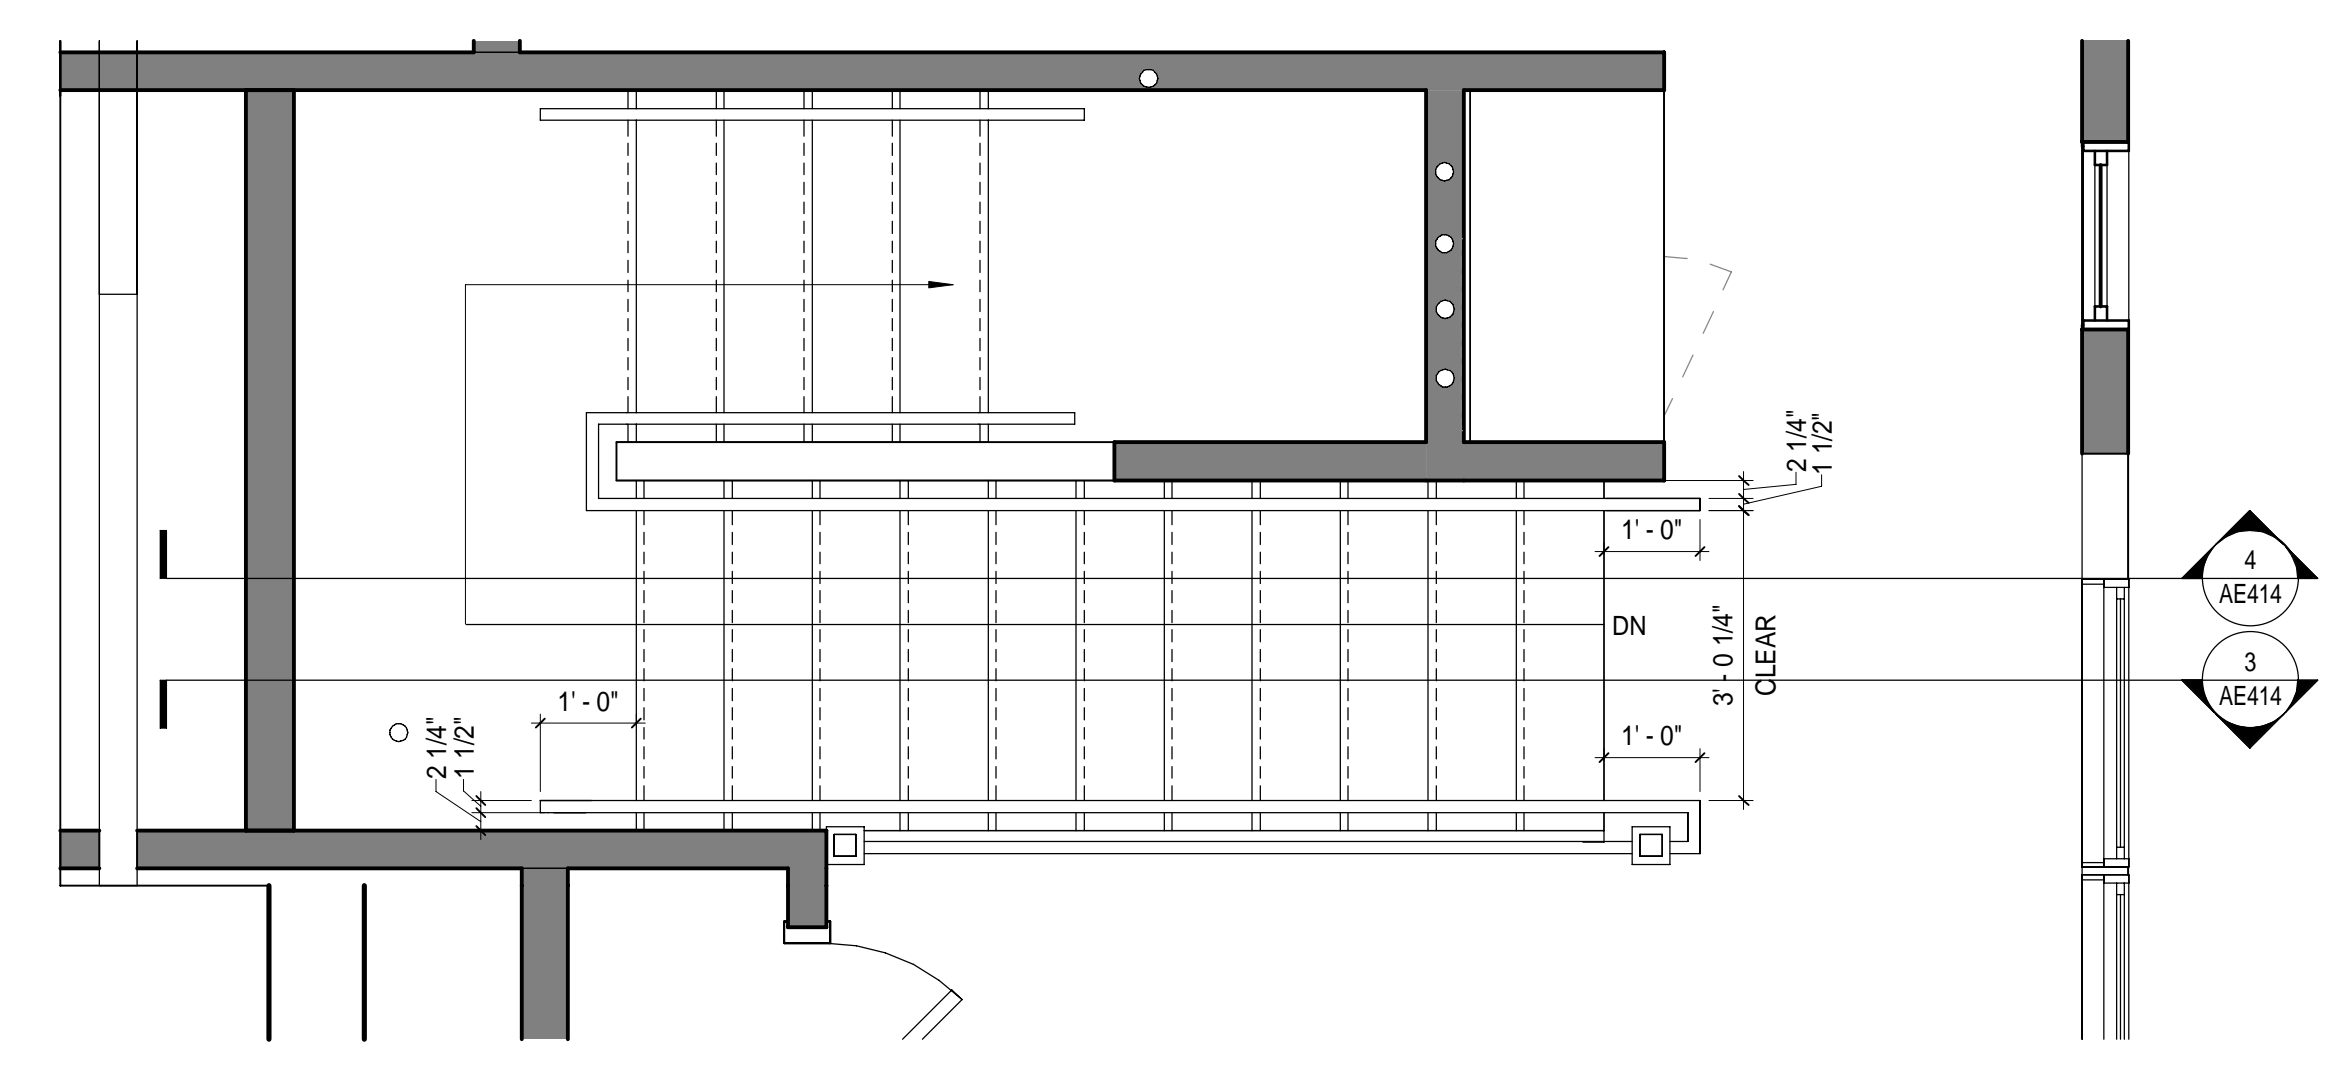 2 1/4"
1 1/2"
1' - 0"
4
AE414
DN
3' - 0 1/4"
CLEAR
3
AE414
1' - 0"
2 1/4"
1 1/2"
1' - 0"